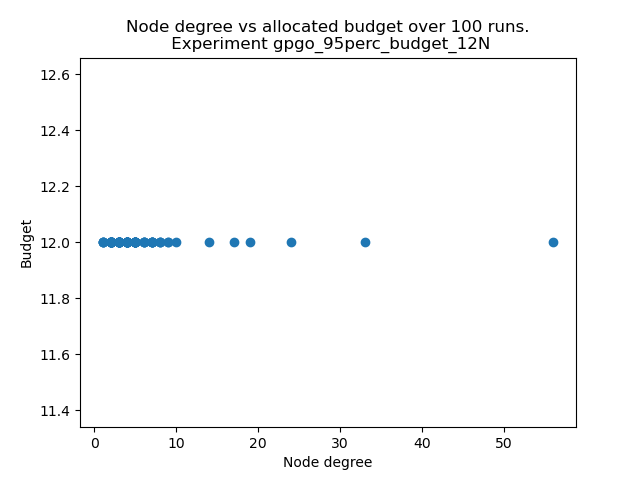 Node degree vs allocated budget over 100 runs.
Experiment gpgo_95perc_budget_12N
12.6
12.4
12.2
12.0
11.8
11.6
11.4
Budget
0 10 20 30 40 50
Node degree